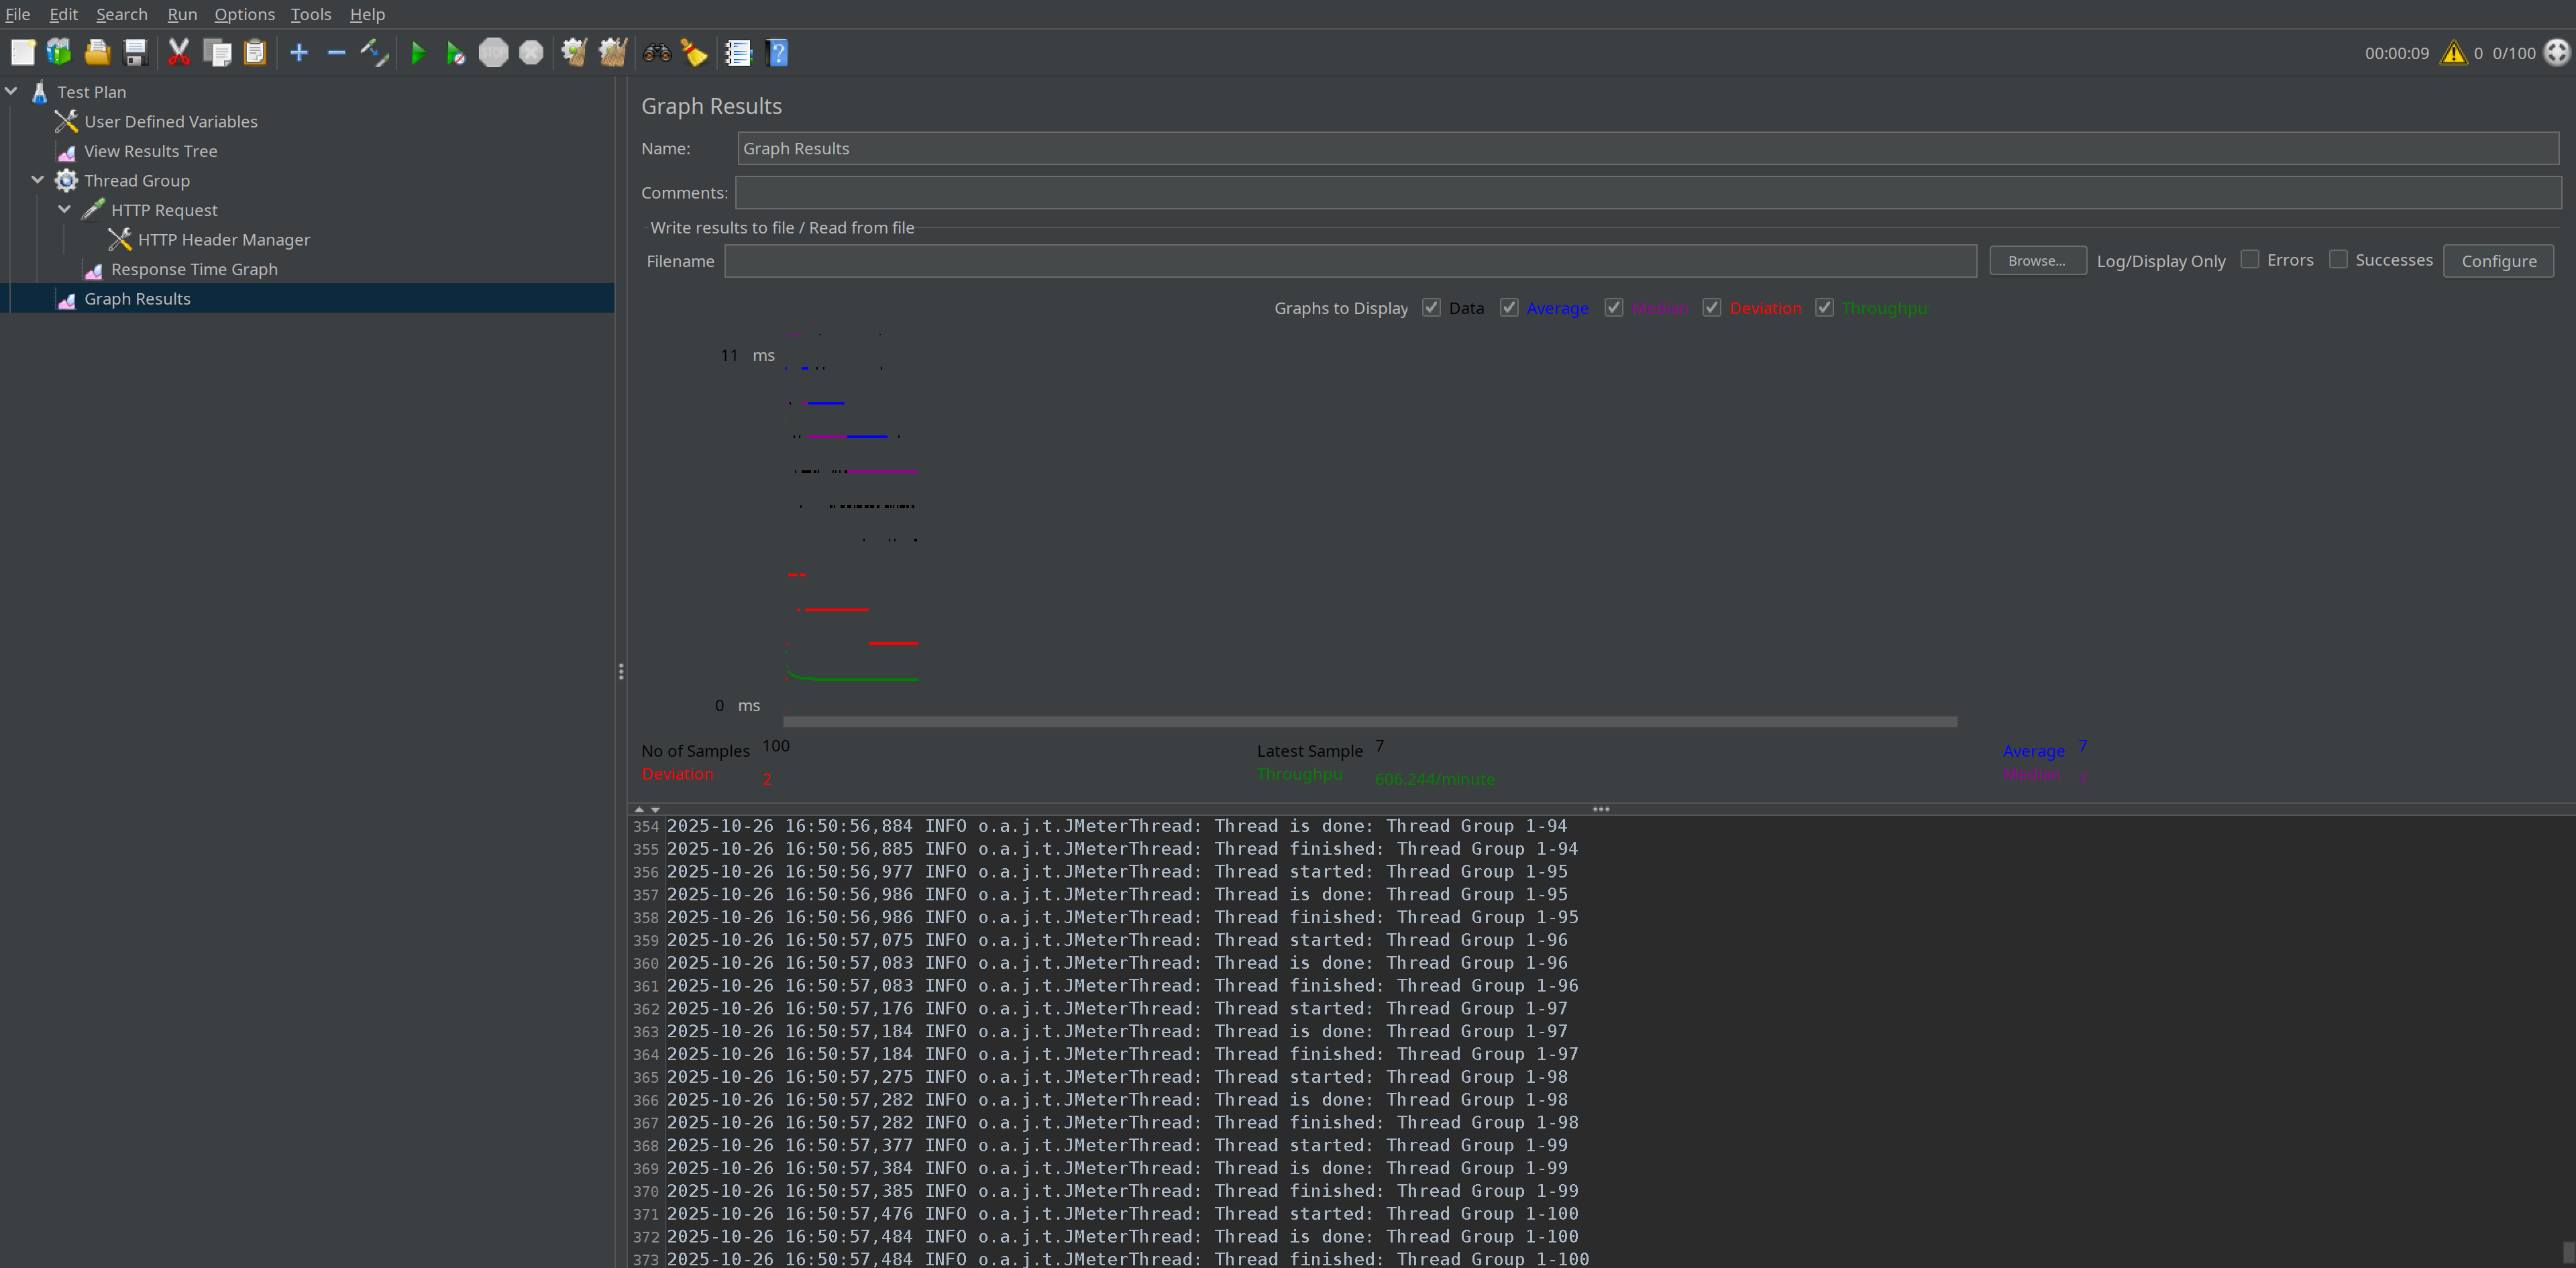 File Edit Search Run Options Tools Help
00:00:09 0 0/100
Test Plan
User Defined Variables
View Results Tree
Thread Group
HTTP Request
HTTP Header Manager
Response Time Graph
Graph Results
Graph Results
Name: Graph Results
Comments:
Write results to file / Read from file
Filename Browse... Log/Display Only Errors Successes Configure
Graphs to Display Data Average Median Deviation Throughpu
11 ms
0 ms
No of Samples 100 Latest Sample 7 Average 7
Deviation 2 Throughpu 606.244/minute Median 7
354 2025-10-26 16:50:56,884 INFO o.a.j.t.JMeterThread: Thread is done: Thread Group 1-94
355 2025-10-26 16:50:56,885 INFO o.a.j.t.JMeterThread: Thread finished: Thread Group 1-94
356 2025-10-26 16:50:56,977 INFO o.a.j.t.JMeterThread: Thread started: Thread Group 1-95
357 2025-10-26 16:50:56,986 INFO o.a.j.t.JMeterThread: Thread is done: Thread Group 1-95
358 2025-10-26 16:50:56,986 INFO o.a.j.t.JMeterThread: Thread finished: Thread Group 1-95
359 2025-10-26 16:50:57,075 INFO o.a.j.t.JMeterThread: Thread started: Thread Group 1-96
360 2025-10-26 16:50:57,083 INFO o.a.j.t.JMeterThread: Thread is done: Thread Group 1-96
361 2025-10-26 16:50:57,083 INFO o.a.j.t.JMeterThread: Thread finished: Thread Group 1-96
362 2025-10-26 16:50:57,176 INFO o.a.j.t.JMeterThread: Thread started: Thread Group 1-97
363 2025-10-26 16:50:57,184 INFO o.a.j.t.JMeterThread: Thread is done: Thread Group 1-97
364 2025-10-26 16:50:57,184 INFO o.a.j.t.JMeterThread: Thread finished: Thread Group 1-97
365 2025-10-26 16:50:57,275 INFO o.a.j.t.JMeterThread: Thread started: Thread Group 1-98
366 2025-10-26 16:50:57,282 INFO o.a.j.t.JMeterThread: Thread is done: Thread Group 1-98
367 2025-10-26 16:50:57,282 INFO o.a.j.t.JMeterThread: Thread finished: Thread Group 1-98
368 2025-10-26 16:50:57,377 INFO o.a.j.t.JMeterThread: Thread started: Thread Group 1-99
369 2025-10-26 16:50:57,384 INFO o.a.j.t.JMeterThread: Thread is done: Thread Group 1-99
370 2025-10-26 16:50:57,385 INFO o.a.j.t.JMeterThread: Thread finished: Thread Group 1-99
371 2025-10-26 16:50:57,476 INFO o.a.j.t.JMeterThread: Thread started: Thread Group 1-100
372 2025-10-26 16:50:57,484 INFO o.a.j.t.JMeterThread: Thread is done: Thread Group 1-100
373 2025-10-26 16:50:57,484 INFO o.a.j.t.JMeterThread: Thread finished: Thread Group 1-100